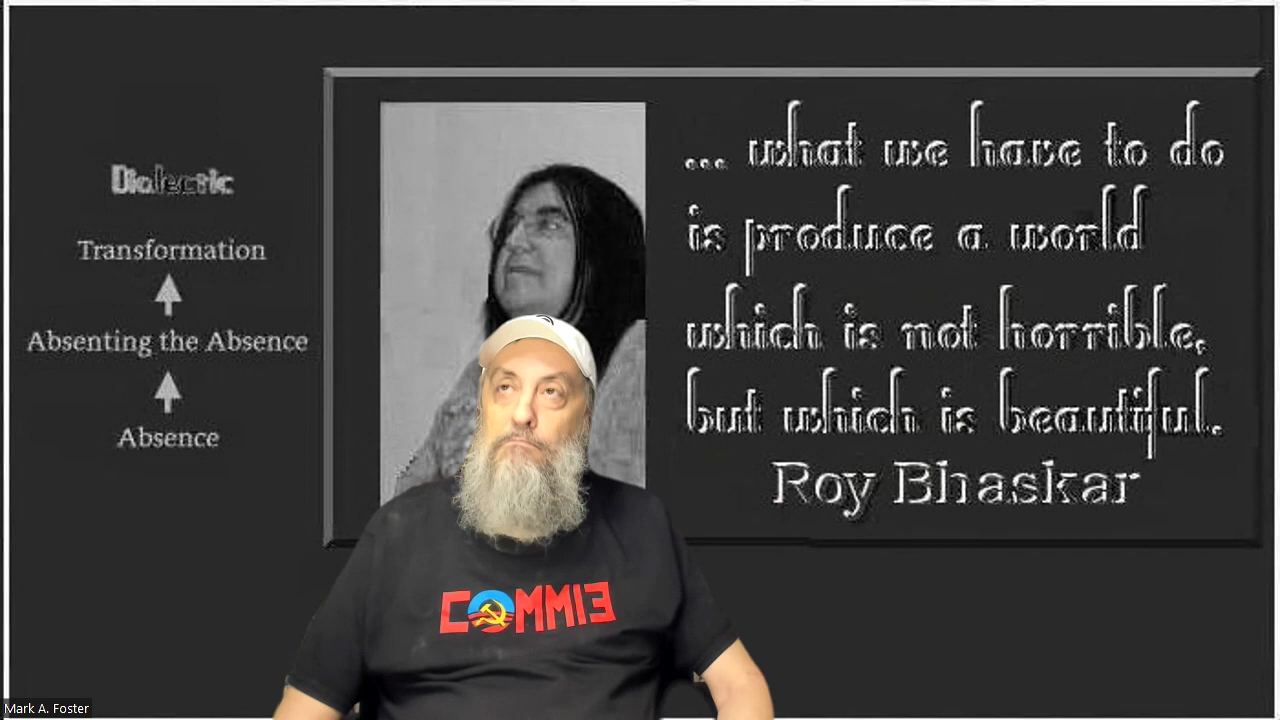 Dialectic
Transformation
Absenting the Absence
Absence
... what we have to do
is produce a world
which is not horrible,
but which is beautiful.
Roy Bhaskar
COMMIE
Mark A. Foster